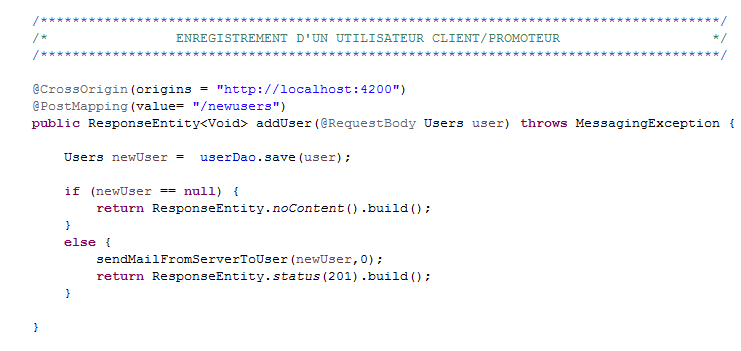 /*************************************************************************************/
/* ENREGISTREMENT D'UN UTILISATEUR CLIENT/PROMOTEUR */
/*************************************************************************************/
@CrossOrigin(origins = "http://localhost:4200")
@PostMapping(value= "/newusers")
public ResponseEntity<Void> addUser(@RequestBody Users user) throws MessagingException {
Users newUser =  userDao.save(user);
if (newUser == null) {
return ResponseEntity.noContent().build();
}
else {
sendMailFromServerToUser(newUser,0);
return ResponseEntity.status(201).build();
}
}